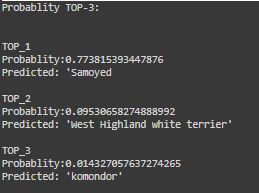 Probablity TOP-3:
TOP_1
Probablity:0.773815393447876
Predicted: 'Samoyed
TOP_2
Probablity:0.09530658274888992
Predicted: 'West Highland white terrier'
TOP_3
Probablity:0.014327057637274265
Predicted: 'komondor'